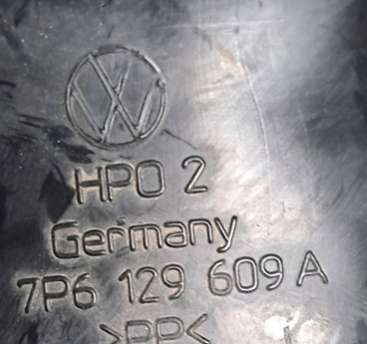 HPO 2
Germany
7P6 129 609 A
>PP<